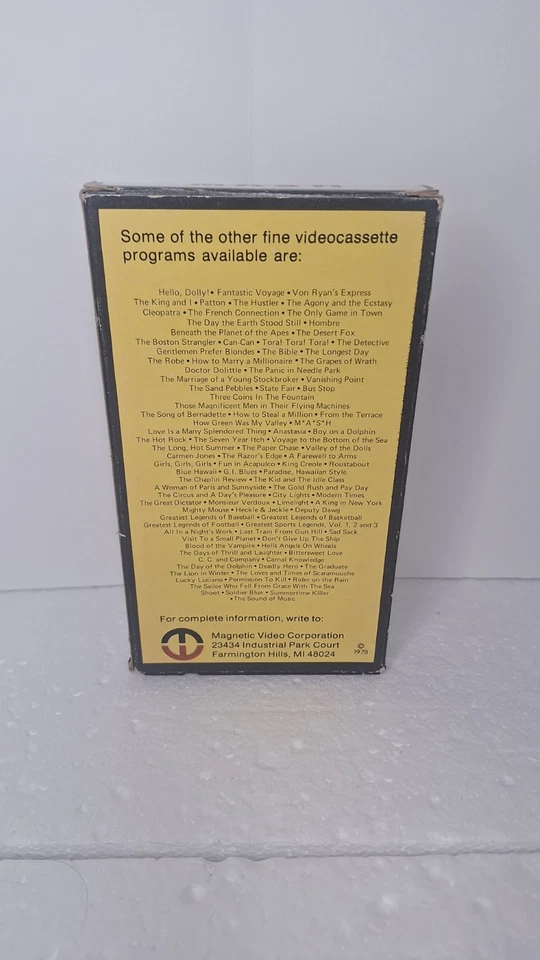 Some of the other fine videocassette
programs available are:
Hello, Dolly! • Fantastic Voyage • Von Ryan's Express
The King and I • Patton • The Hustler • The Agony and the Ecstasy
Cleopatra • The French Connection • The Only Game in Town
The Day the Earth Stood Still • Hombre
Beneath the Planet of the Apes • The Desert Fox
The Boston Strangler • Can-Can • Tora! Tora! Tora! • The Detective
Gentlemen Prefer Blondes • The Bible • The Longest Day
The Robe • How to Marry a Millionaire • The Grapes of Wrath
Doctor Dolittle • The Panic in Needle Park
The Marriage of a Young Stockbroker • Vanishing Point
The Sand Pebbles • State Fair • Bus Stop
Three Coins In The Fountain
Those Magnificent Men in Their Flying Machines
The Song of Bernadette • How to Steal a Million • From the Terrace
How Green Was My Valley • M*A*S*H
Love Is a Many Splendored Thing • Anastasia • Boy on a Dolphin
The Hot Rock • The Seven Year Itch • Voyage to the Bottom of the Sea
The Long, Hot Summer • The Paper Chase • Valley of the Dolls
Carmen Jones • The Razor's Edge • A Farewell to Arms
Girls, Girls, Girls • Fun in Acapulco • King Creole • Roustabout
Blue Hawaii • G.I. Blues • Paradise, Hawaiian Style
The Chaplin Review • The Kid and The Idle Class
A Woman of Paris and Sunnyside • The Gold Rush and Pay Day
The Circus and A Day's Pleasure • City Lights • Modern Times
The Great Dictator • Monsieur Verdoux • Limelight • A King in New York
Mighty Mouse • Heckle & Jeckle • Deputy Dawg
Greatest Legends of Baseball • Greatest Legends of Basketball
Greatest Legends of Football • Greatest Sports Legends, Vol. 1, 2 and 3
All In a Night's Work • Last Train From Gun Hill • Sad Sack
Visit To a Small Planet • Don't Give Up the Ship
Blood of the Vampire • Hells Angels On Wheels
The Days of Thrill and Laughter • Bittersweet Love
C. C. and Company • Carnal Knowledge
The Day of the Dolphin • Deadly Hero • The Graduate
The Lion in Winter • The Loves and Times of Scaramouche
Lucky Luciano • Permission To Kill • Rider on the Rain
The Sailor Who Fell From Grace With The Sea
Shoot • Soldier Blue • Summertime Killer
• The Sound of Music
For complete information, write to:
Magnetic Video Corporation
23434 Industrial Park Court
Farmington Hills, MI 48024
©
1978